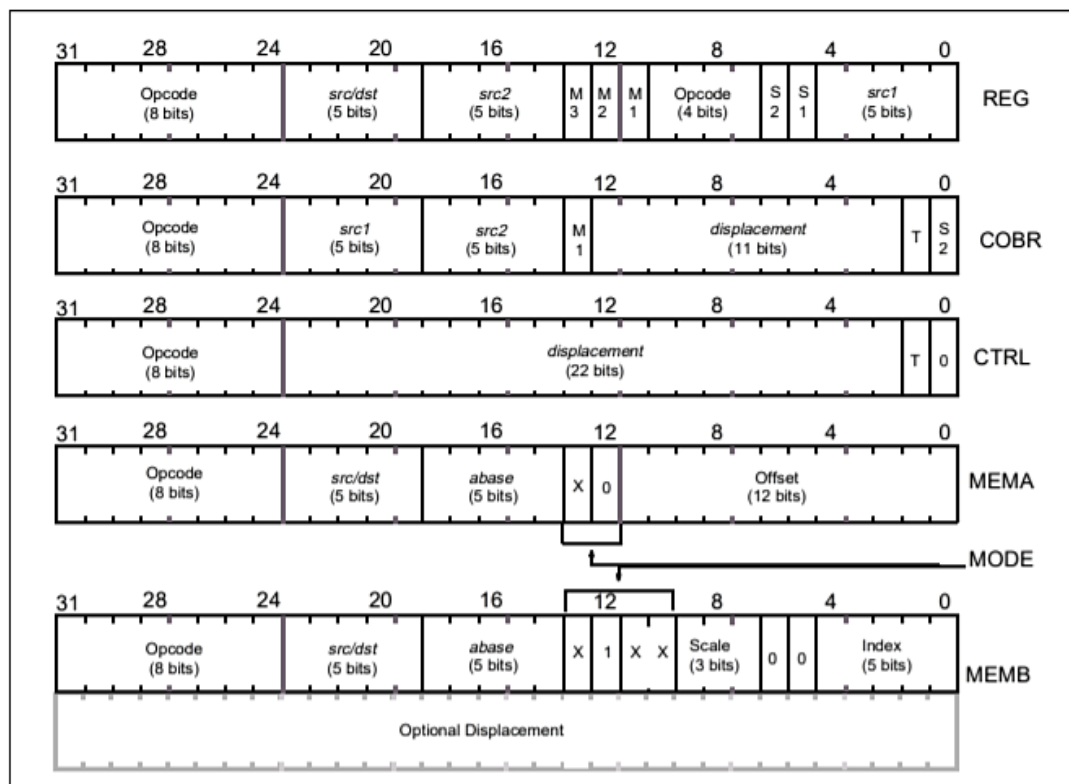 31 28 24 20 16 12 8 4 0
Opcode src/dst src2 M M M Opcode S S src1 REG
(8 bits) (5 bits) (5 bits) 3 2 1 (4 bits) 2 1 (5 bits)
31 28 24 20 16 12 8 4 0
Opcode src1 src2 M displacement T S COBR
(8 bits) (5 bits) (5 bits) 1 (11 bits) 2
31 28 24 20 16 12 8 4 0
Opcode displacement T 0 CTRL
(8 bits) (22 bits)
31 28 24 20 16 12 8 4 0
Opcode src/dst abase X 0 Offset MEMA
(8 bits) (5 bits) (5 bits) (12 bits)
MODE
31 28 24 20 16 12 8 4 0
Opcode src/dst abase X 1 X X Scale 0 0 Index MEMB
(8 bits) (5 bits) (5 bits) (3 bits) (5 bits)
Optional Displacement